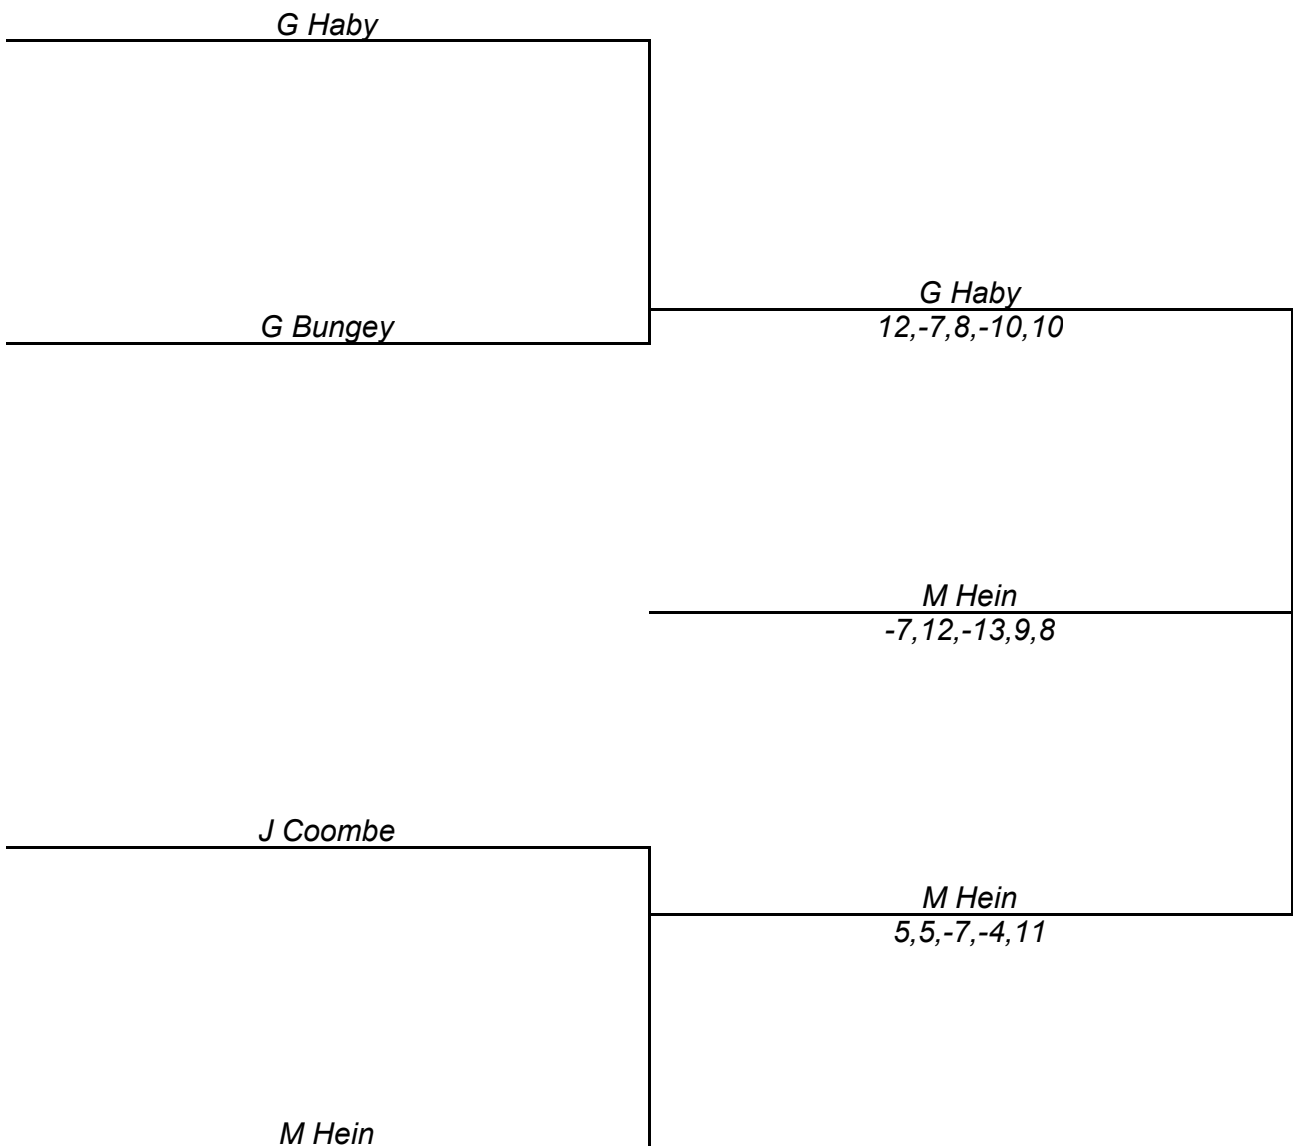 G Haby
G Haby
12,-7,8,-10,10
G Bungey
M Hein
-7,12,-13,9,8
J Coombe
M Hein
5,5,-7,-4,11
M Hein